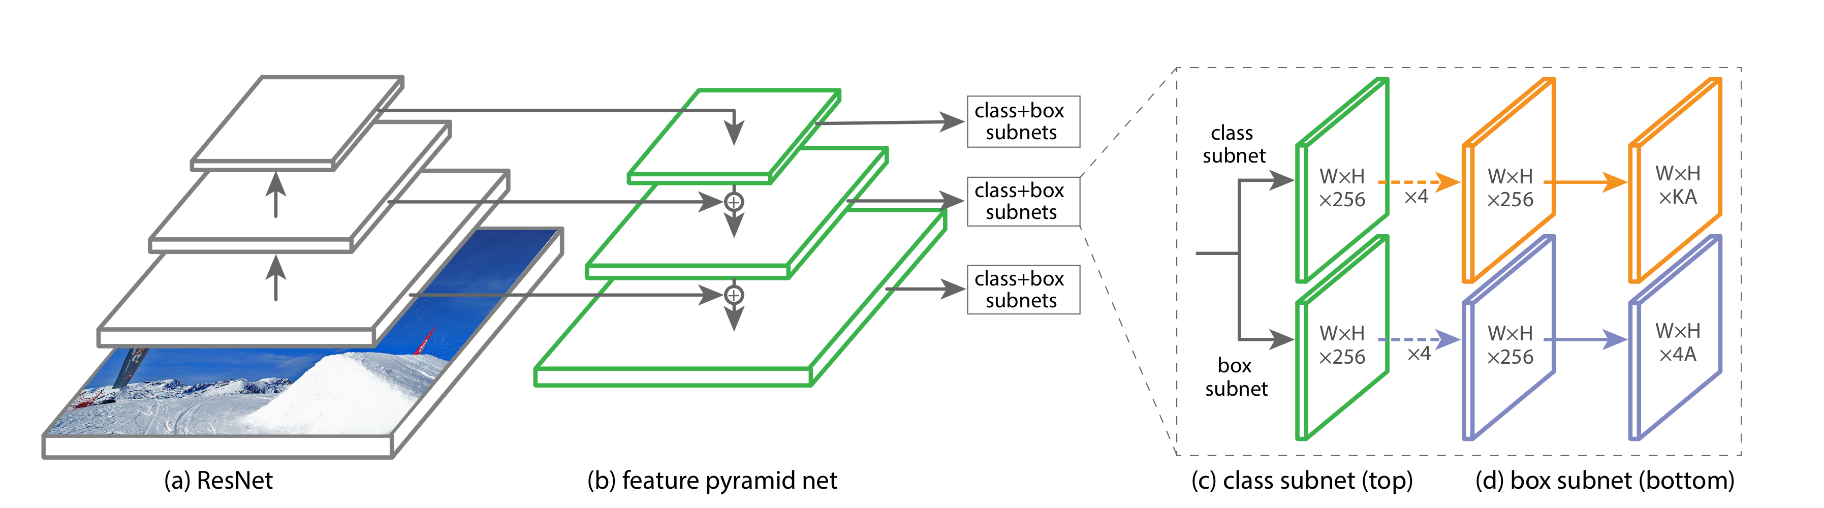 class+box
subnets
class+box
subnets
class+box
subnets
class
subnet
W×H
×256
×4
W×H
×256
W×H
×KA
box
subnet
W×H
×256
×4
W×H
×256
W×H
×4A
(a) ResNet
(b) feature pyramid net
(c) class subnet (top)
(d) box subnet (bottom)